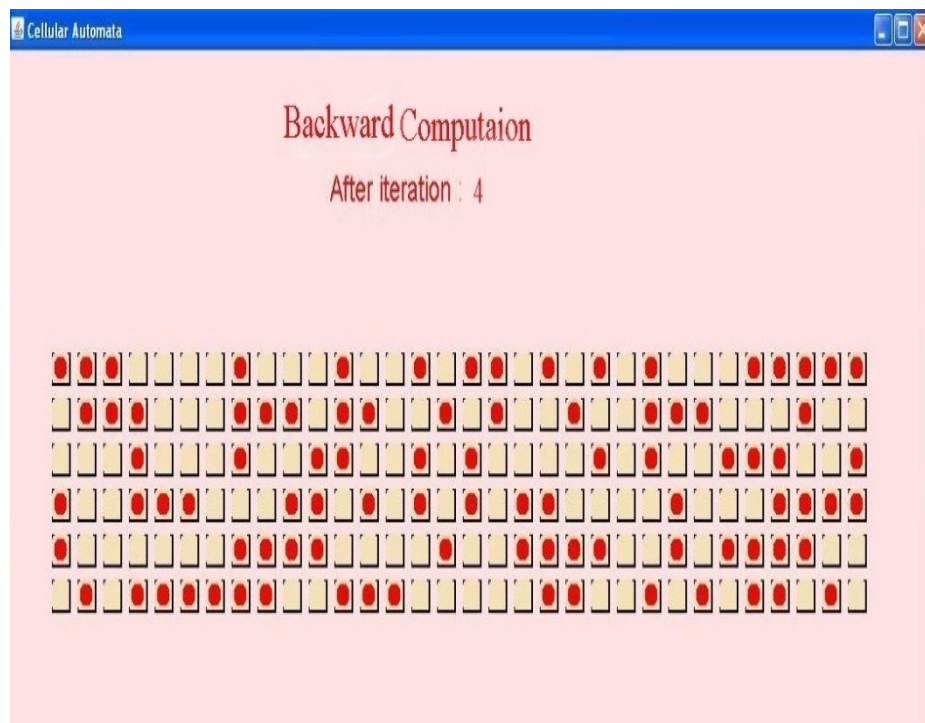 Cellular Automata
Backward Computaion
After iteration : 4